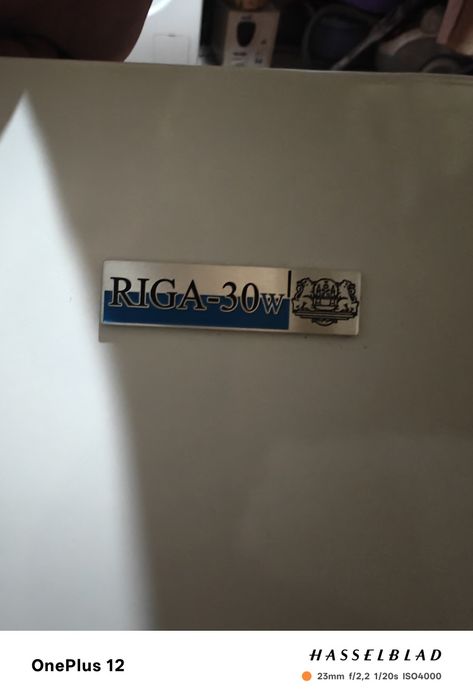 RIGA-30w
OnePlus 12
HASSELBLAD
23mm f/2,2 1/20s ISO4000